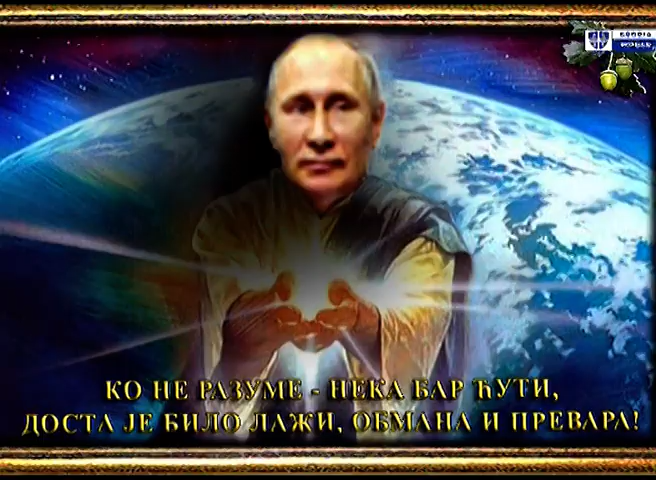 КО НЕ РАЗУМЕ - НЕКА БАР ЋУТИ,
ДОСТА ЈЕ БИЛО ЛАЖИ, ОБМАНА И ПРЕВАРА!